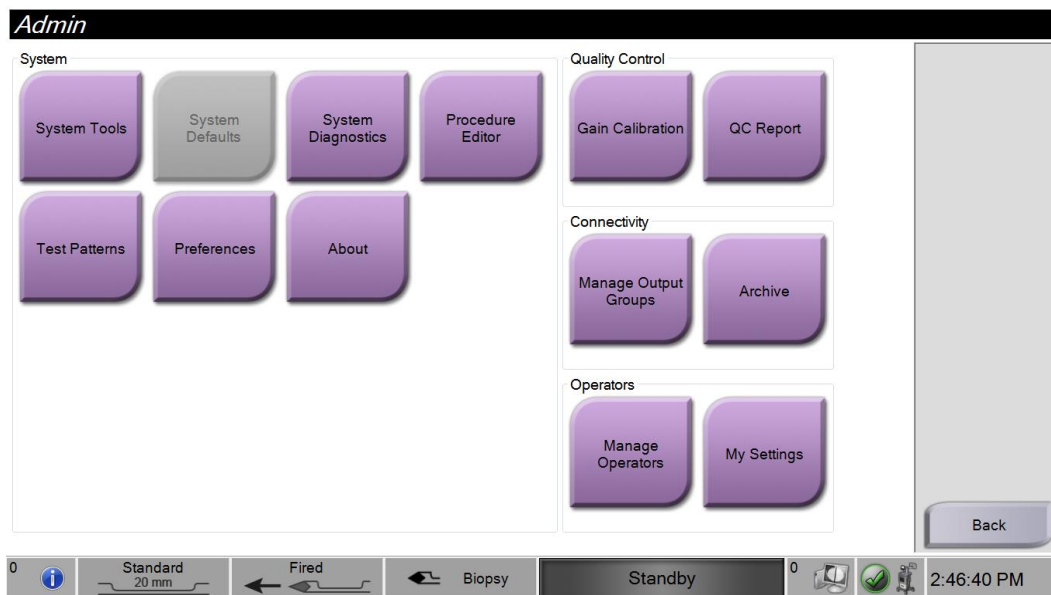 Admin
System
System Tools
System
Defaults
System
Diagnostics
Procedure
Editor
Test Patterns
Preferences
About
Quality Control
Gain Calibration
QC Report
Connectivity
Manage Output
Groups
Archive
Operators
Manage
Operators
My Settings
Back
0
Standard
20 mm
Fired
Biopsy
Standby
0
2:46:40 PM